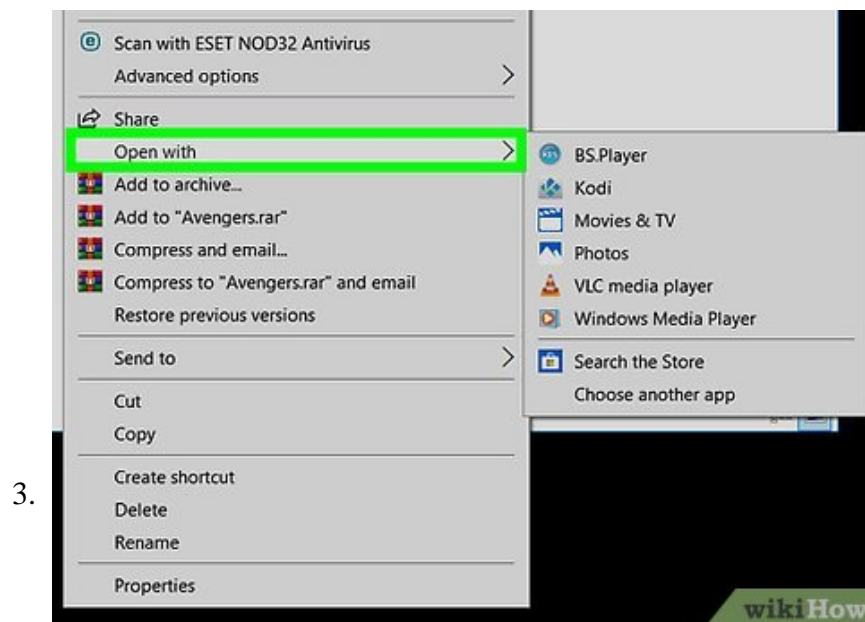 Scan with ESET NOD32 Antivirus
Advanced options
Share
Open with
Add to archive...
Add to "Avengers.rar"
Compress and email...
Compress to "Avengers.rar" and email
Restore previous versions
Send to
Cut
Copy
Create shortcut
Delete
Rename
Properties
BS.Player
Kodi
Movies & TV
Photos
VLC media player
Windows Media Player
Search the Store
Choose another app
3.
wikiHow